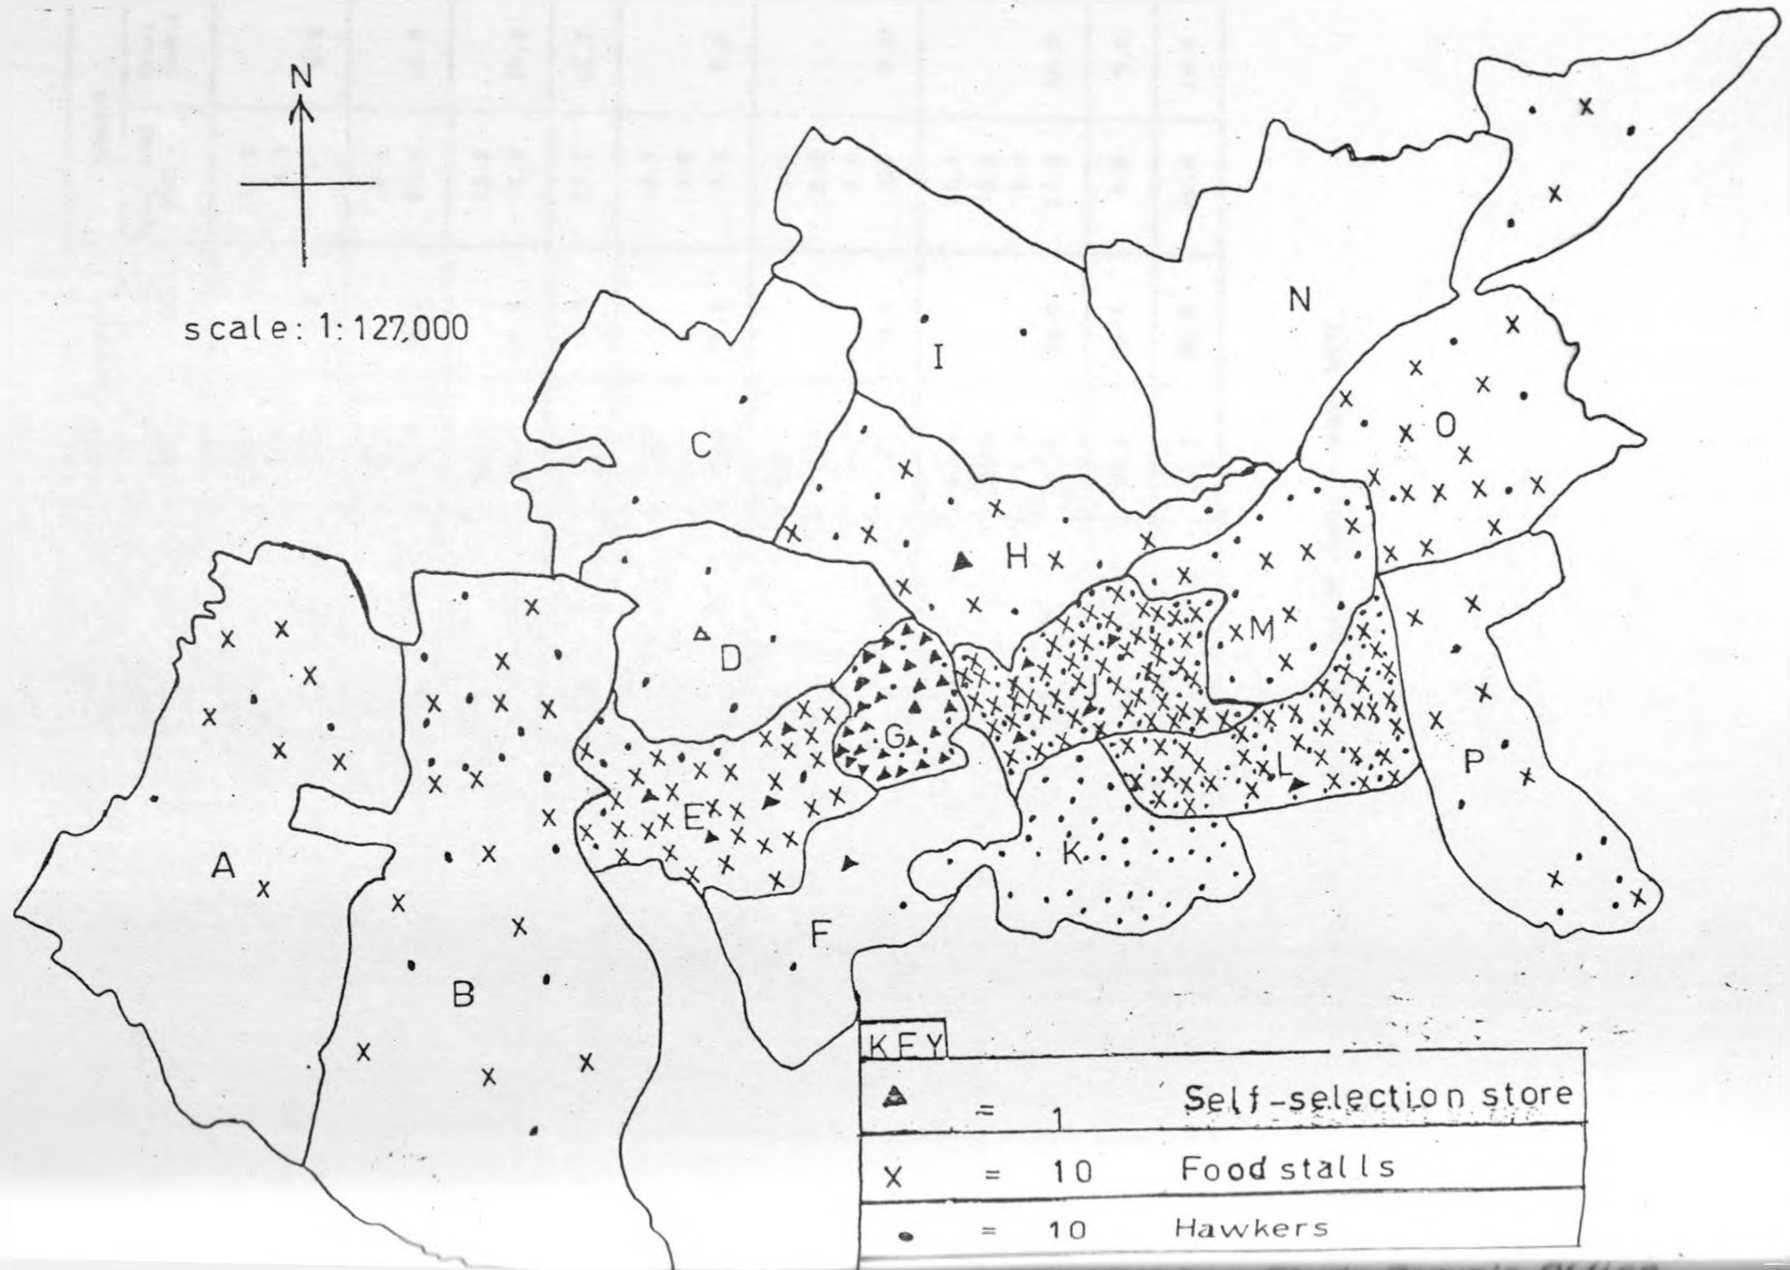 N
scale: 1:127,000
N
I
O
C
H
M
D
J
G
L
P
E
K
A
F
B
KEY
▲ = 1 Self-selection store
x = 10 Food stalls
• = 10 Hawkers